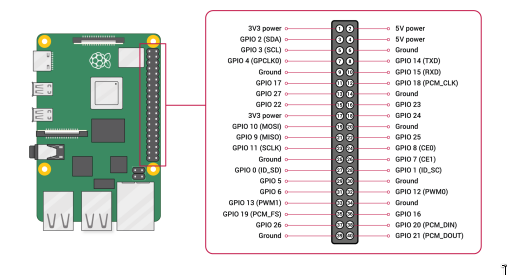 3V3 power 1 2 5V power
GPIO 2 (SDA) 3 4 5V power
GPIO 3 (SCL) 5 6 Ground
GPIO 4 (GPCLK0) 7 8 GPIO 14 (TXD)
Ground 9 10 GPIO 15 (RXD)
GPIO 17 11 12 GPIO 18 (PCM_CLK)
GPIO 27 13 14 Ground
GPIO 22 15 16 GPIO 23
3V3 power 17 18 GPIO 24
GPIO 10 (MOSI) 19 20 Ground
GPIO 9 (MISO) 21 22 GPIO 25
GPIO 11 (SCLK) 23 24 GPIO 8 (CE0)
Ground 25 26 GPIO 7 (CE1)
GPIO 0 (ID_SD) 27 28 GPIO 1 (ID_SC)
GPIO 5 29 30 Ground
GPIO 6 31 32 GPIO 12 (PWM0)
GPIO 13 (PWM1) 33 34 Ground
GPIO 19 (PCM_FS) 35 36 GPIO 16
GPIO 26 37 38 GPIO 20 (PCM_DIN)
Ground 39 40 GPIO 21 (PCM_DOUT)